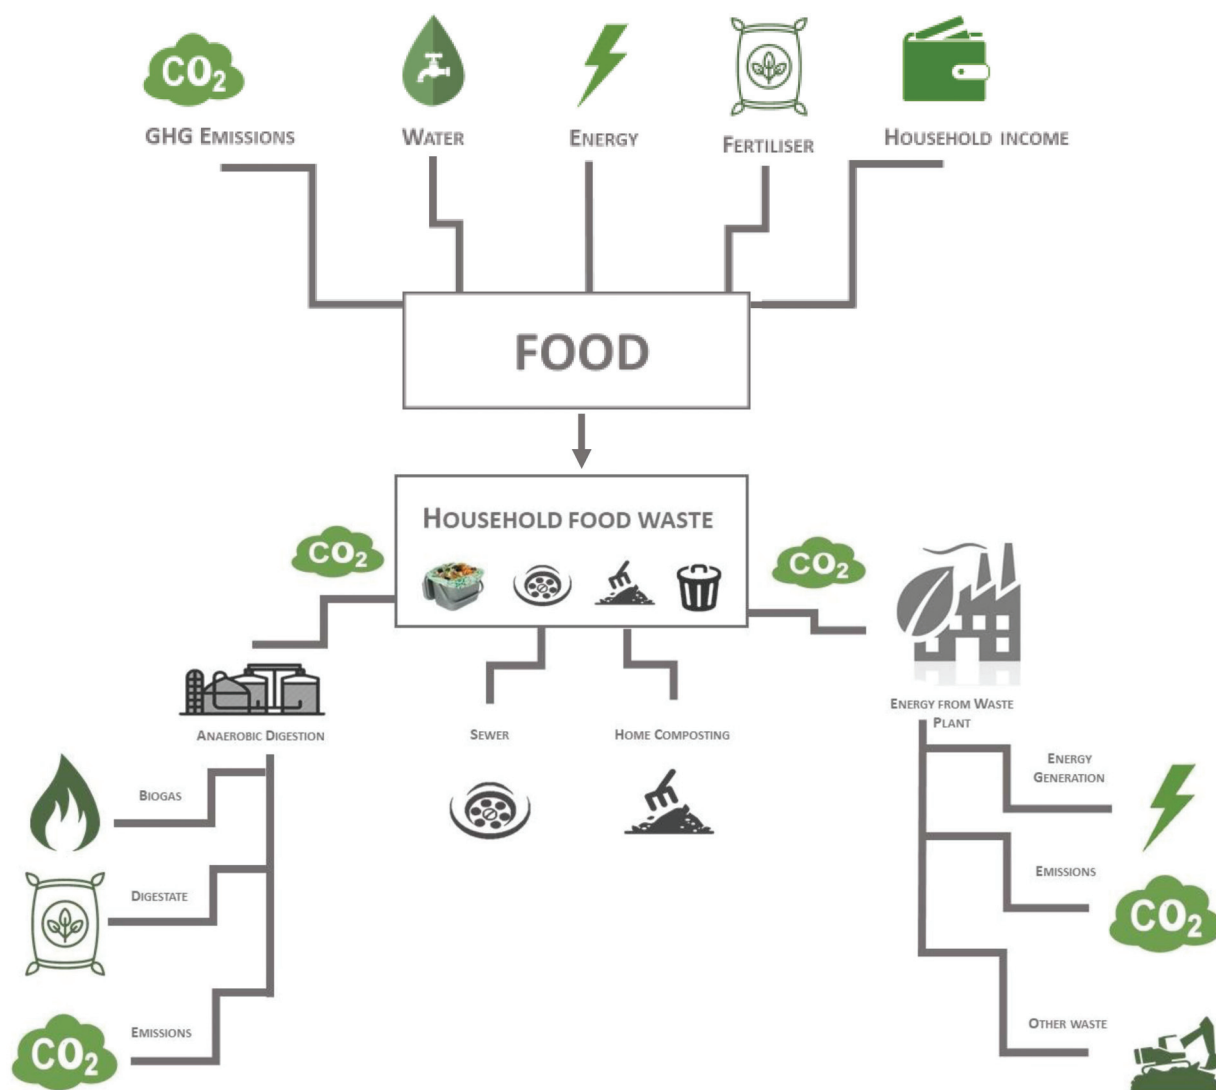 CO2
GHG EMISSIONS
WATER
ENERGY
FERTILISER
HOUSEHOLD INCOME
FOOD
HOUSEHOLD FOOD WASTE
CO2
CO2
ANAEROBIC DIGESTION
SEWER
HOME COMPOSTING
ENERGY FROM WASTE
PLANT
BIOGAS
DIGESTATE
EMISSIONS
CO2
ENERGY
GENERATION
EMISSIONS
CO2
OTHER WASTE